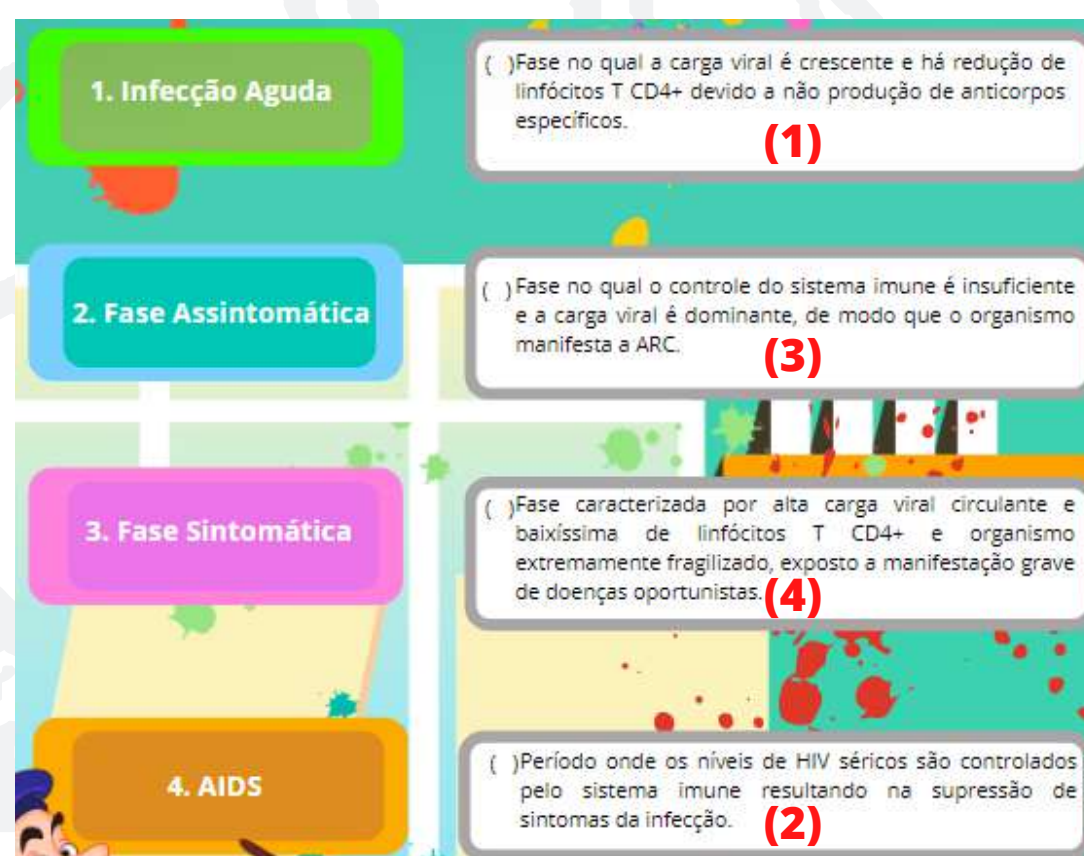 1. Infecção Aguda
( )Fase no qual a carga viral é crescente e há redução de
linfócitos T CD4+ devido a não produção de anticorpos
específicos.
(1)
2. Fase Assintomática
( )Fase no qual o controle do sistema imune é insuficiente
e a carga viral é dominante, de modo que o organismo
manifesta a ARC.
(3)
3. Fase Sintomática
( )Fase caracterizada por alta carga viral circulante e
baixíssima de linfócitos T CD4+ e organismo
extremamente fragilizado, exposto a manifestação grave
de doenças oportunistas.
(4)
4. AIDS
( )Período onde os níveis de HIV séricos são controlados
pelo sistema imune resultando na supressão de
sintomas da infecção.
(2)